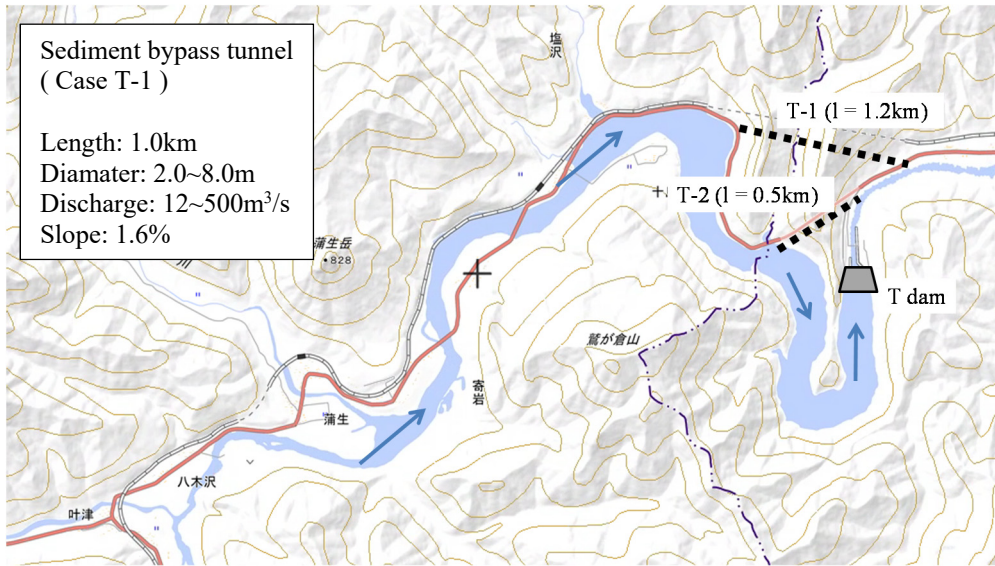 Sediment bypass tunnel
( Case T-1 )
Length: 1.0km
Diamater: 2.0~8.0m
Discharge: 12~500m³/s
Slope: 1.6%
塩沢
T-1 (l = 1.2km)
T-2 (l = 0.5km)
蒲生岳
・828
川
T dam
鷲が倉山
寄岩
蒲生
八木沢
叶津